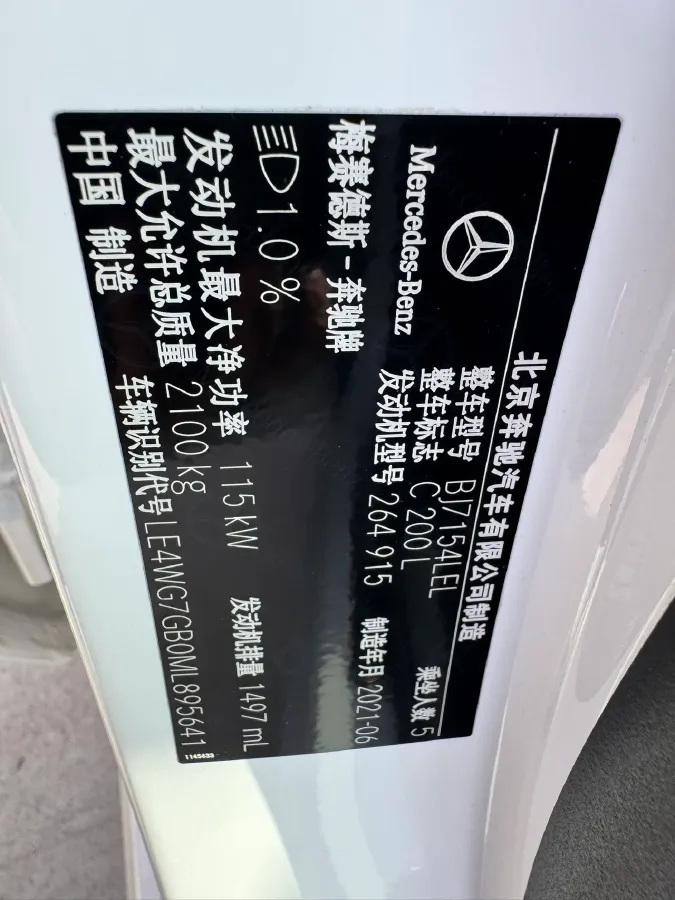 北京奔驰汽车有限公司制造
Mercedes-Benz
整车型号 BJ7154LEL 乘坐人数 5
整车标志 C 200 L
梅赛德斯-奔驰牌 发动机型号 264 915 制造年月 2021-06
1.0 %
发动机最大净功率 115 kW 发动机排量 1497 mL
最大允许总质量 2100 kg
中国 制造 车辆识别代号 LE4WG7GB0ML895641
1145633